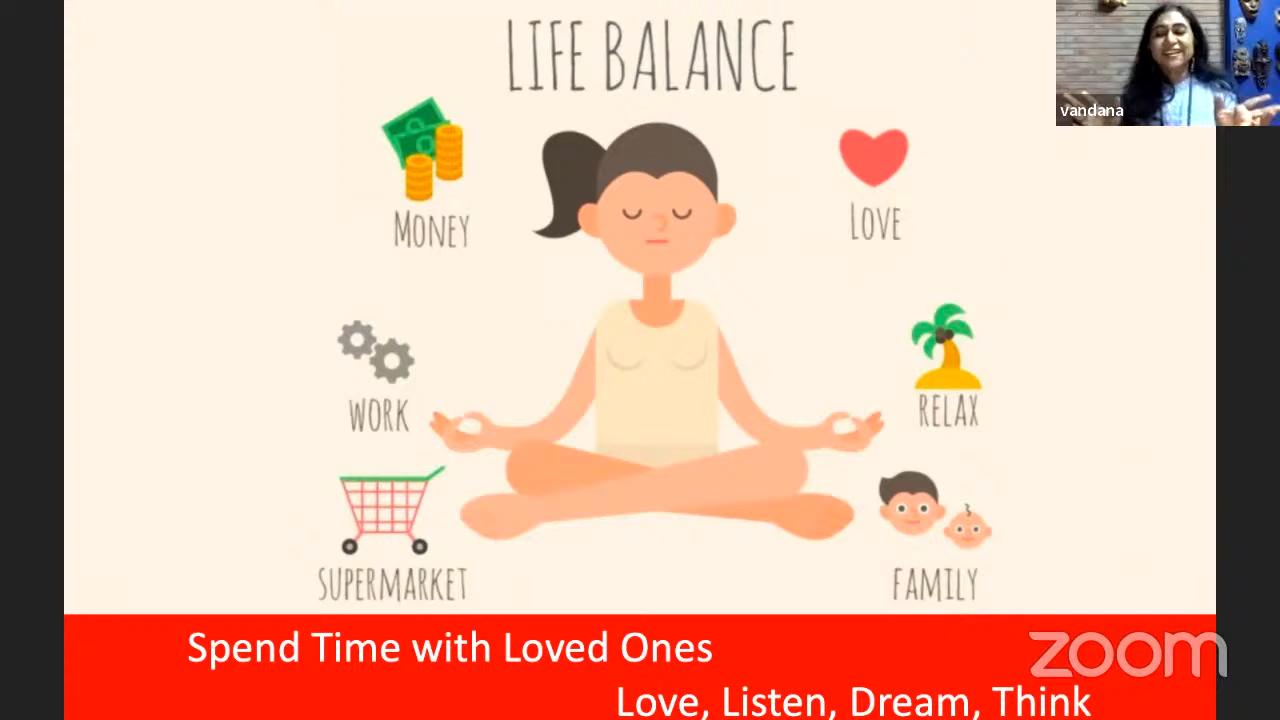 LIFE BALANCE
vandana
MONEY
LOVE
WORK
RELAX
SUPERMARKET
FAMILY
Spend Time with Loved Ones
zoom
Love, Listen, Dream, Think